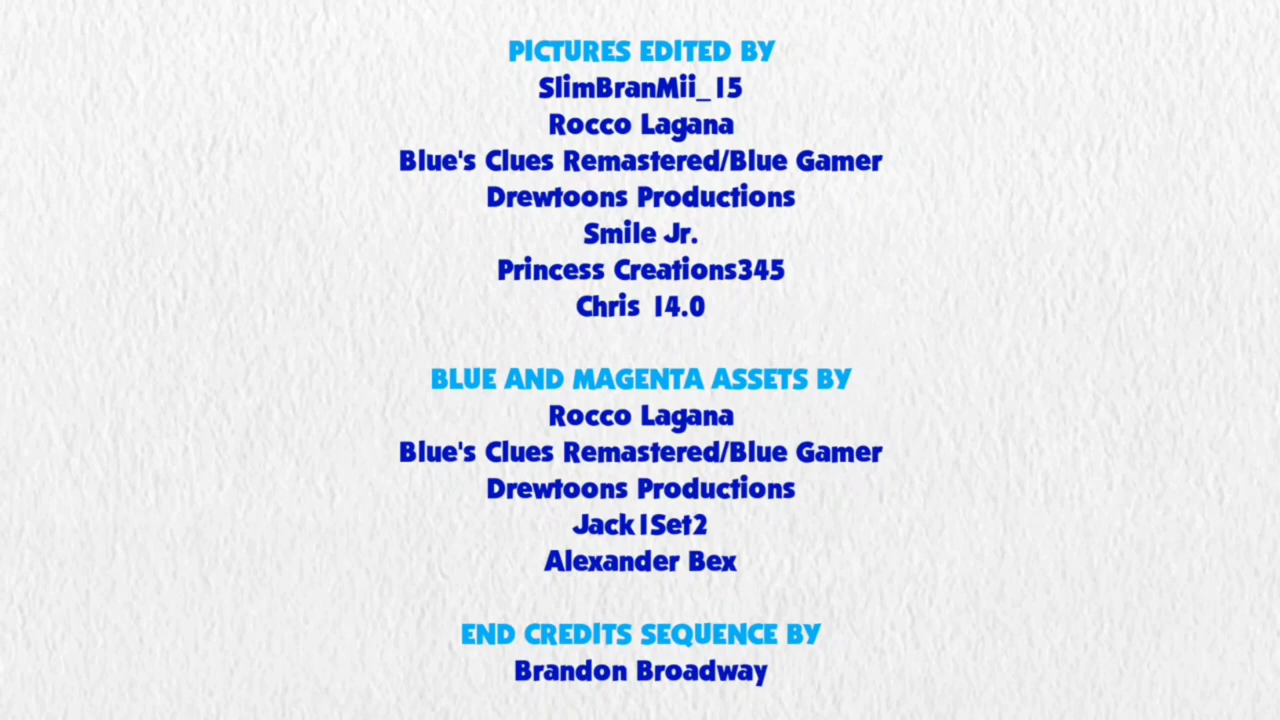 PICTURES EDITED BY
SlimBranMii_15
Rocco Lagana
Blue's Clues Remastered/Blue Gamer
Drewtoons Productions
Smile Jr.
Princess Creations345
Chris 14.0
BLUE AND MAGENTA ASSETS BY
Rocco Lagana
Blue's Clues Remastered/Blue Gamer
Drewtoons Productions
Jack1Set2
Alexander Bex
END CREDITS SEQUENCE BY
Brandon Broadway